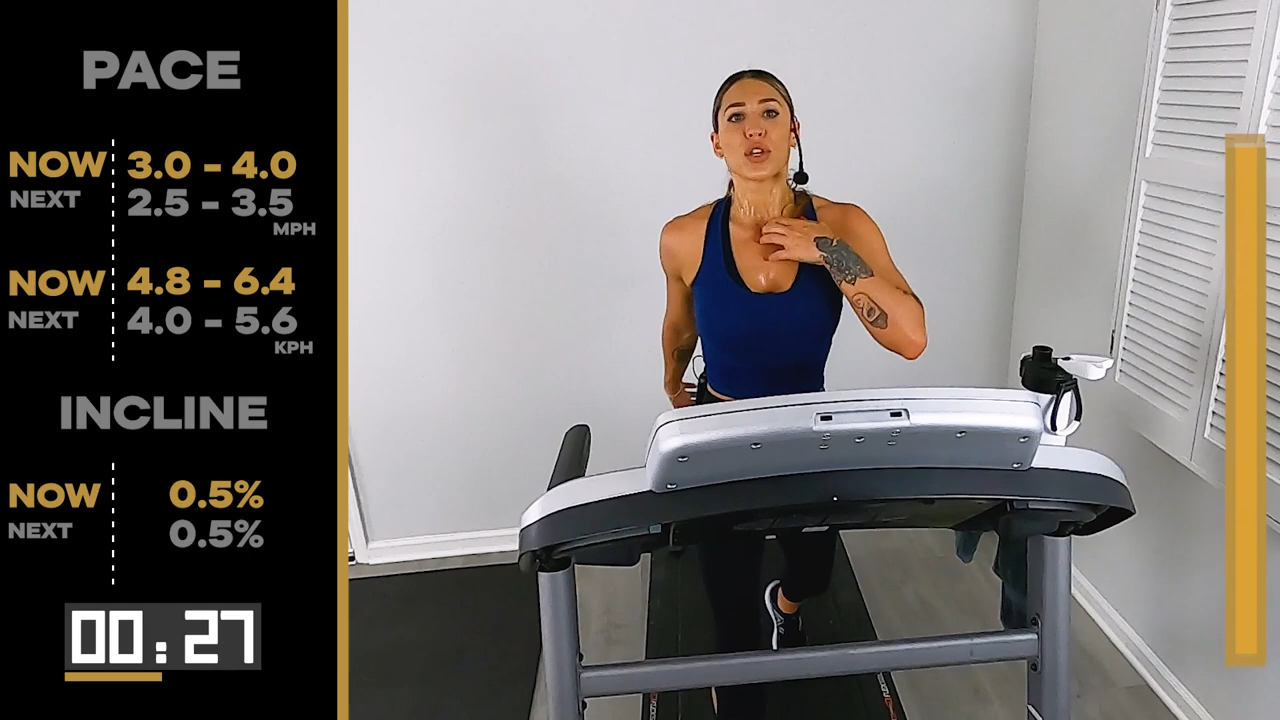 PACE
NOW 3.0 - 4.0
NEXT 2.5 - 3.5
MPH
NOW 4.8 - 6.4
NEXT 4.0 - 5.6
KPH
INCLINE
NOW 0.5%
NEXT 0.5%
00:27